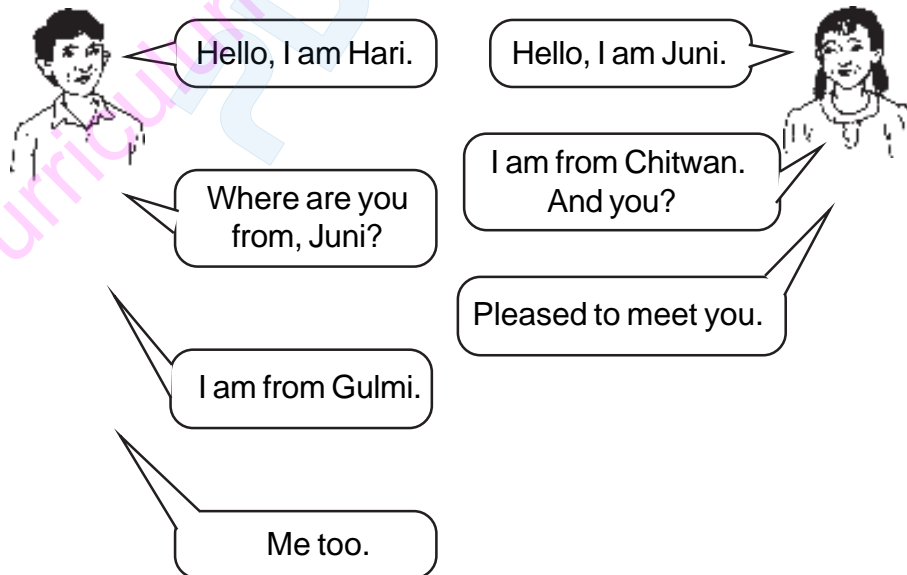 Hello, I am Hari.
Hello, I am Juni.
Where are you
from, Juni?
I am from Chitwan.
And you?
I am from Gulmi.
Pleased to meet you.
Me too.